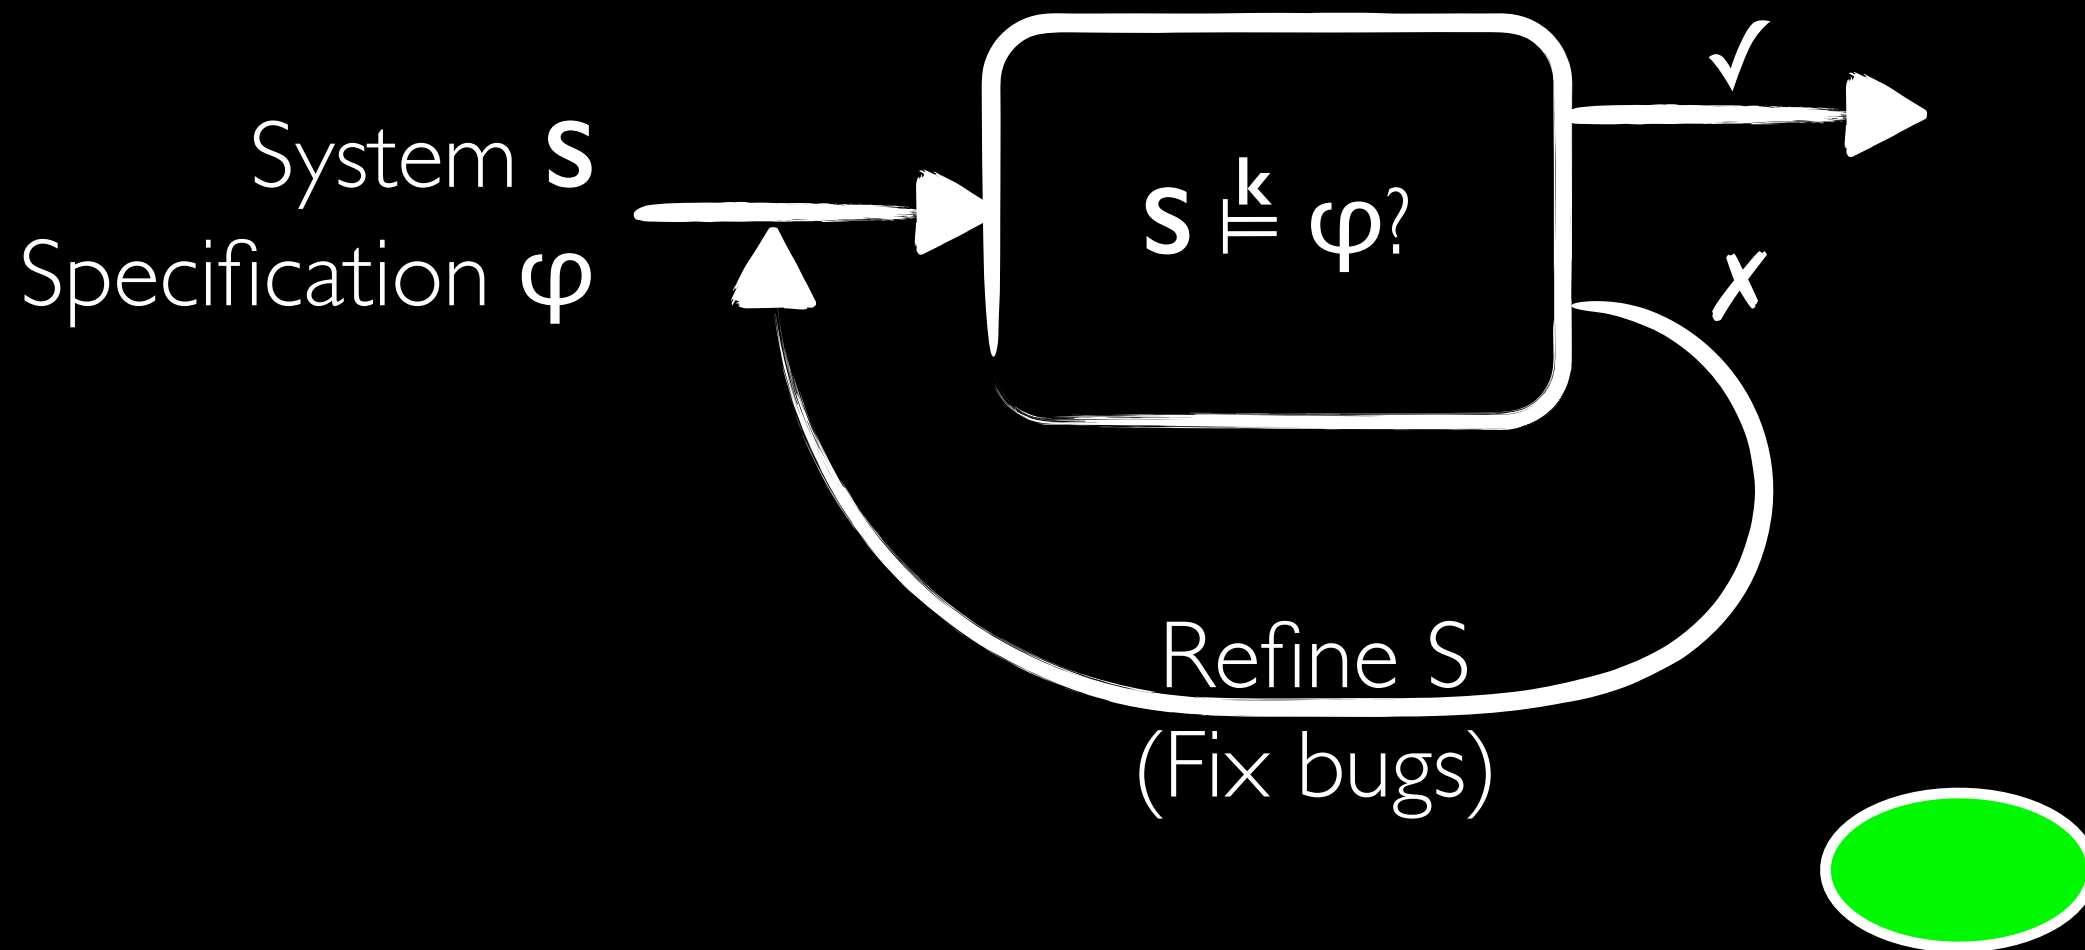 System S
Specification φ
S ⊨ᵏ φ?
✓
✗
Refine S
(Fix bugs)